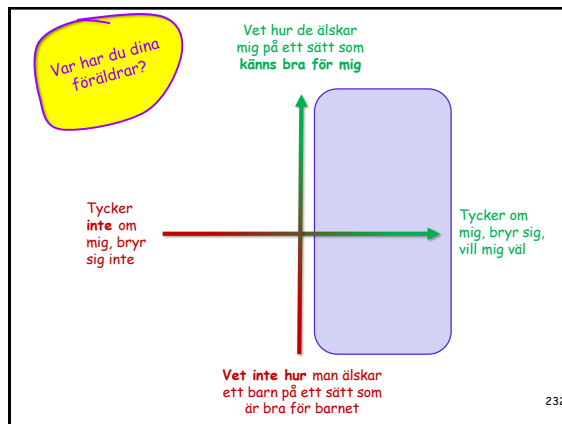 Var har du dina
föräldrar?
Vet hur de älskar
mig på ett sätt som
känns bra för mig
Tycker
inte om
mig, bryr
sig inte
Tycker om
mig, bryr sig,
vill mig väl
Vet inte hur man älskar
ett barn på ett sätt som
är bra för barnet
232